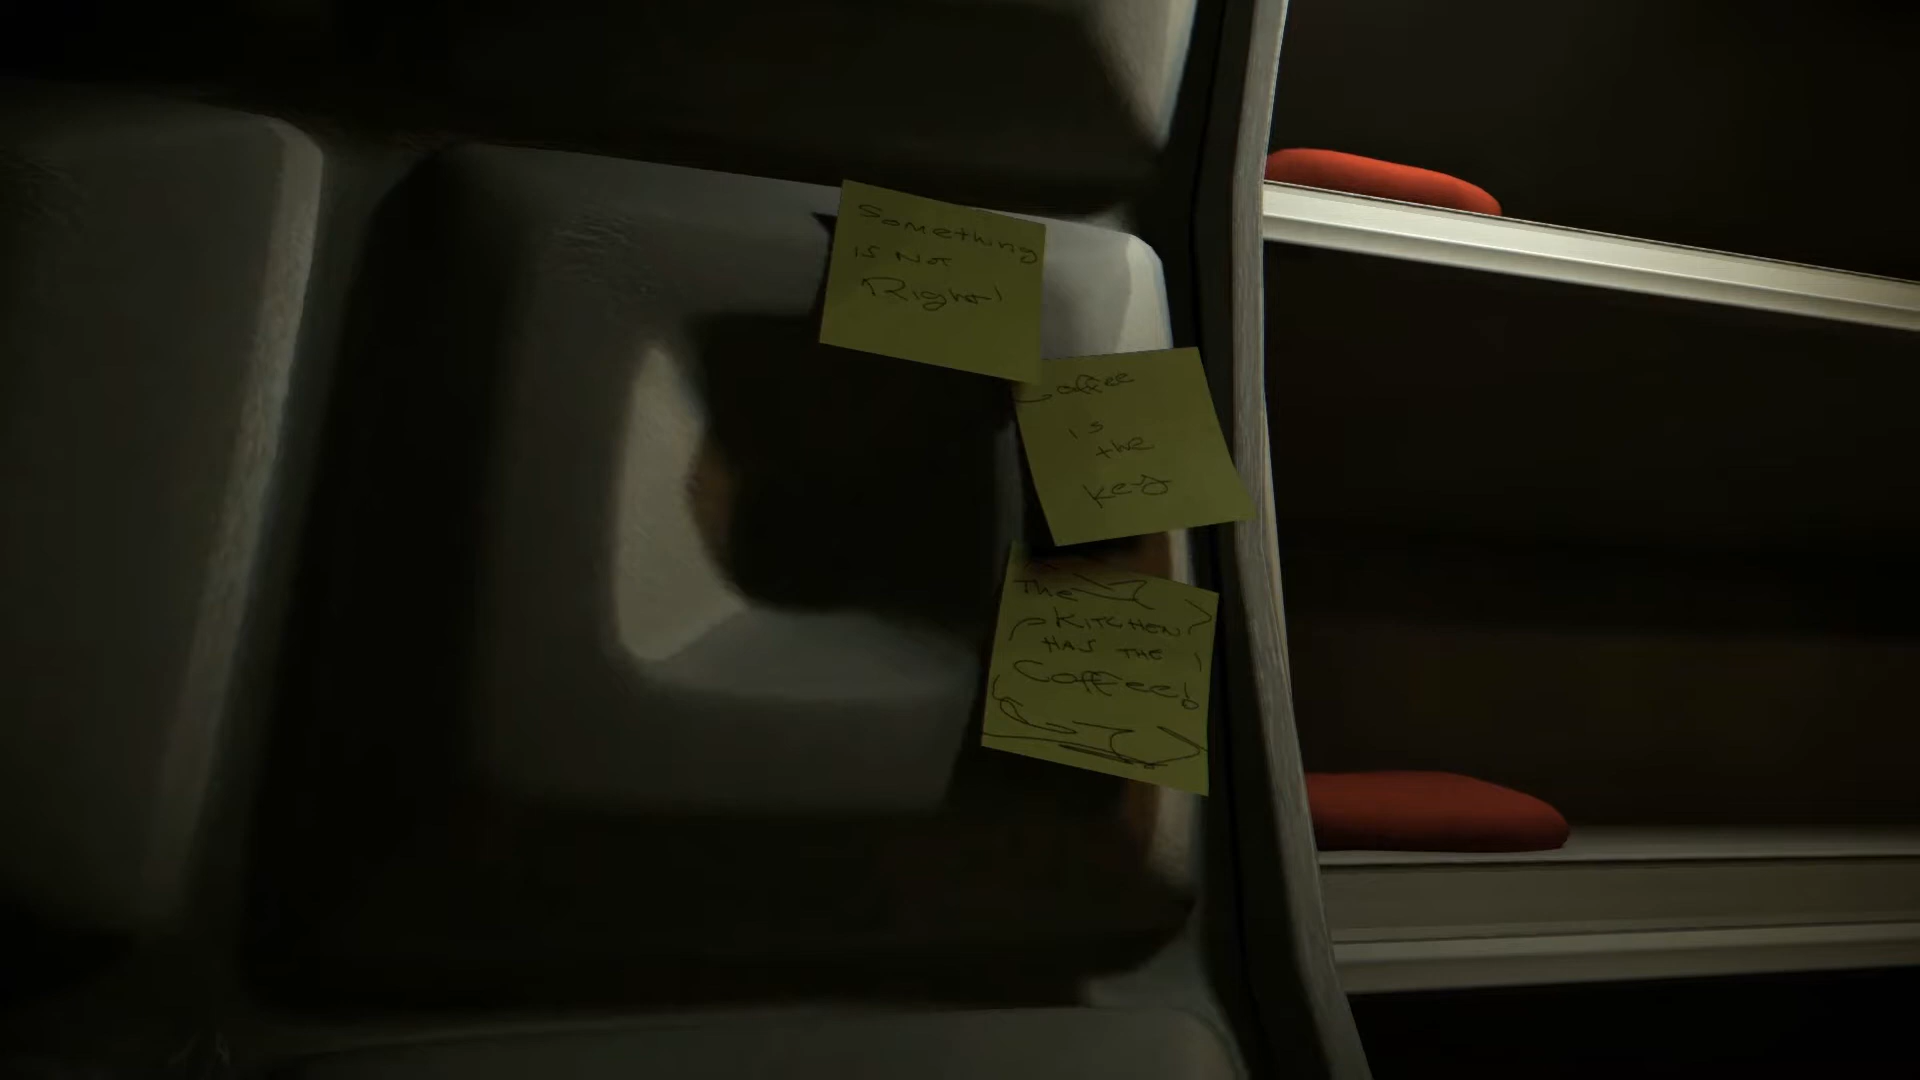 Something
is Not
Right!
Coffee
is
the
key
The
KITCHEN
HAS THE
Coffee!